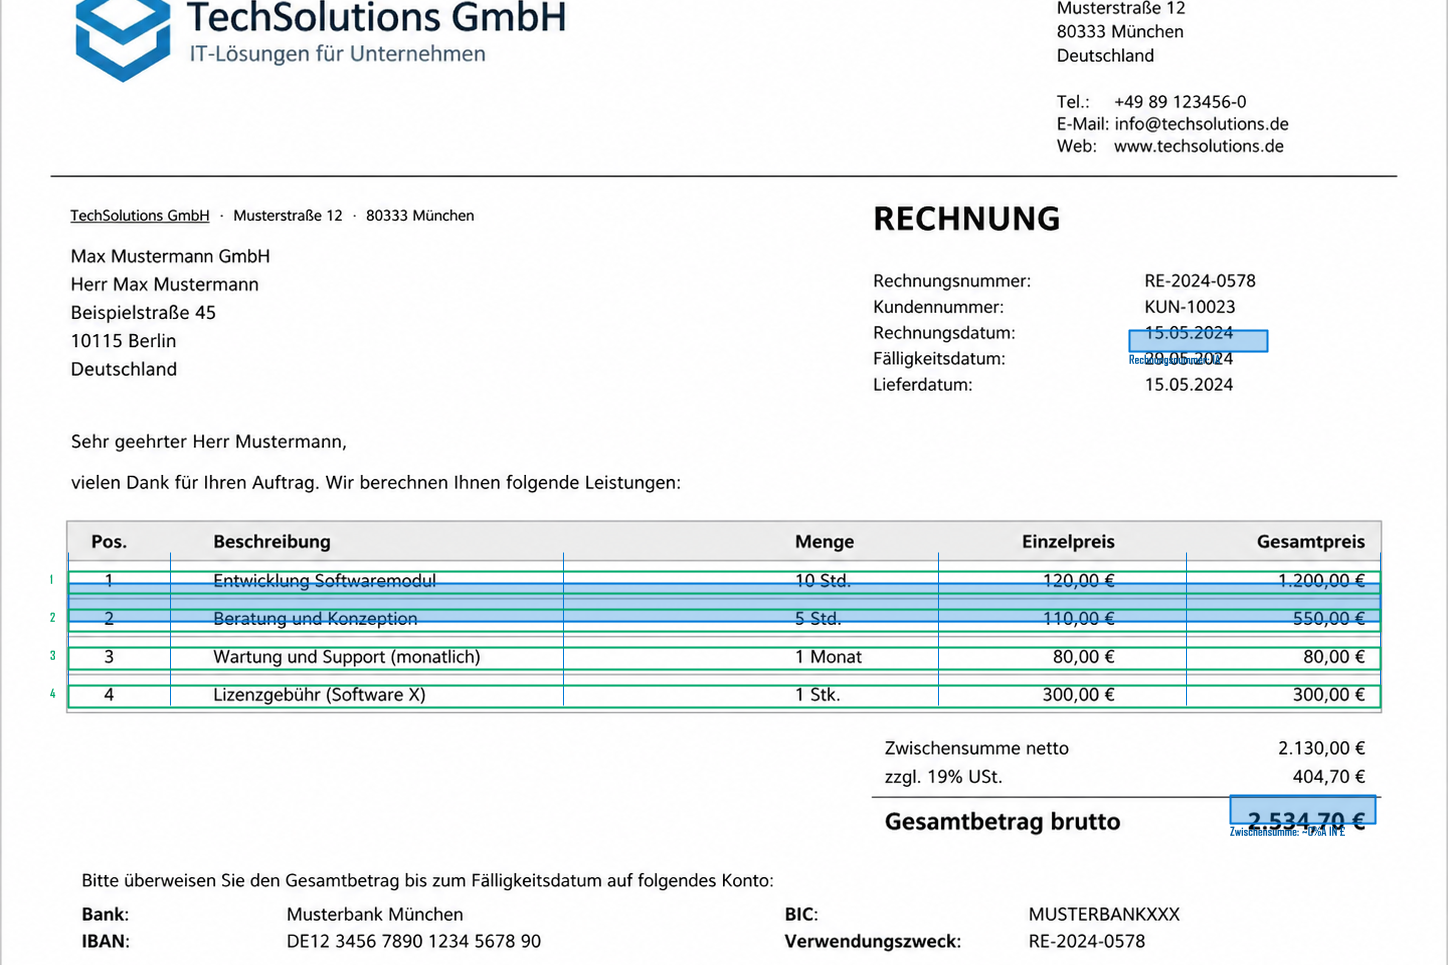 TechSolutions GmbH
IT-Lösungen für Unternehmen
Musterstraße 12
80333 München
Deutschland
Tel.: +49 89 123456-0
E-Mail: info@techsolutions.de
Web: www.techsolutions.de
TechSolutions GmbH · Musterstraße 12 · 80333 München
Max Mustermann GmbH
Herr Max Mustermann
Beispielstraße 45
10115 Berlin
Deutschland
RECHNUNG
Rechnungsnummer: RE-2024-0578
Kundennummer: KUN-10023
Rechnungsdatum: 15.05.2024
Fälligkeitsdatum: 29.05.2024
Lieferdatum: 15.05.2024
Sehr geehrter Herr Mustermann,
vielen Dank für Ihren Auftrag. Wir berechnen Ihnen folgende Leistungen:
Pos. Beschreibung Menge Einzelpreis Gesamtpreis
1 1 Entwicklung Softwaremodul 10 Std. 120,00 € 1.200,00 €
2 2 Beratung und Konzeption 5 Std. 110,00 € 550,00 €
3 3 Wartung und Support (monatlich) 1 Monat 80,00 € 80,00 €
4 4 Lizenzgebühr (Software X) 1 Stk. 300,00 € 300,00 €
Zwischensumme netto 2.130,00 €
zzgl. 19% USt. 404,70 €
Gesamtbetrag brutto 2.534,70 €
Zwischensumme:
Bitte überweisen Sie den Gesamtbetrag bis zum Fälligkeitsdatum auf folgendes Konto:
Bank: Musterbank München BIC: MUSTERBANKXXX
IBAN: DE12 3456 7890 1234 5678 90 Verwendungszweck: RE-2024-0578